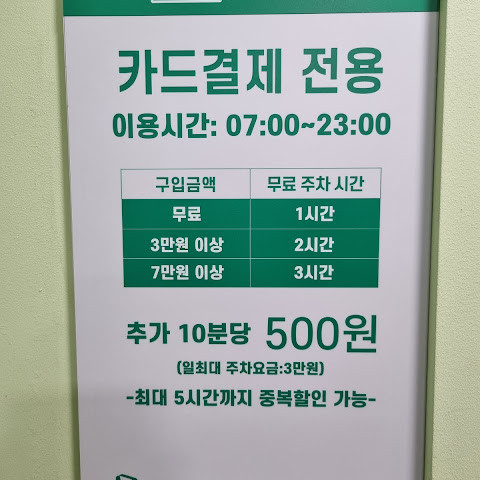 카드결제 전용
이용시간: 07:00~23:00
구입금액 무료 주차 시간
무료 1시간
3만원 이상 2시간
7만원 이상 3시간
추가 10분당 500원
(일최대 주차요금:3만원)
-최대 5시간까지 중복할인 가능-